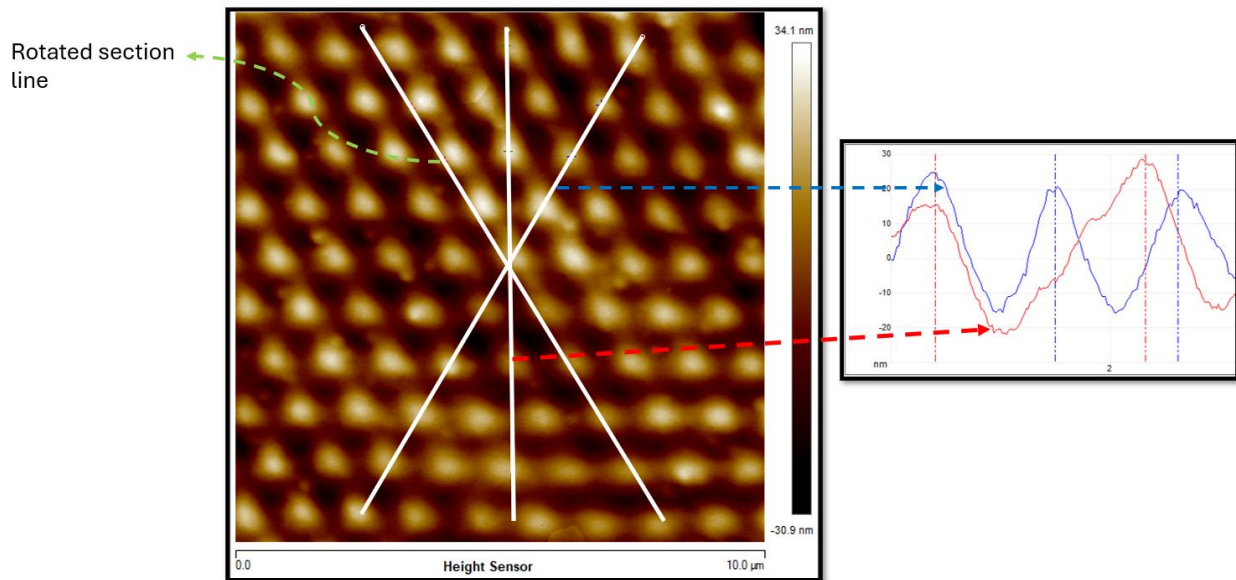 Rotated section
line
34.1 nm
-30.9 nm
0.0
Height Sensor
10.0 µm
30
20
10
0
-10
-20
nm
2